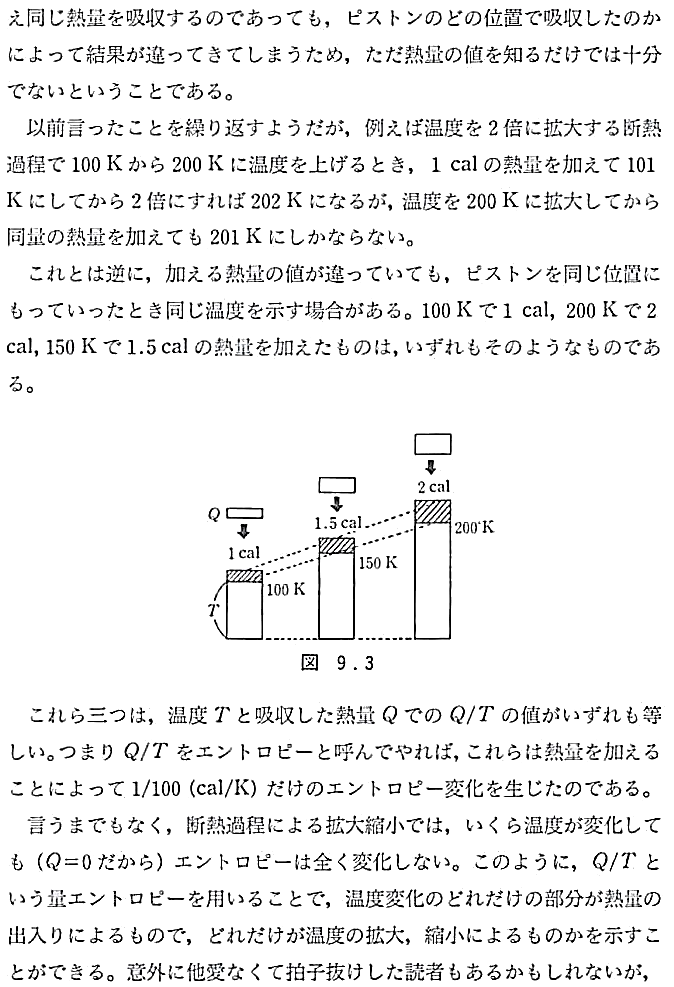 え同じ熱量を吸収するのであっても，ピストンのどの位置で吸収したのか
によって結果が違ってきてしまうため，ただ熱量の値を知るだけでは十分
でないということである。
以前言ったことを繰り返すようだが，例えば温度を2倍に拡大する断熱
過程で 100 K から 200 K に温度を上げるとき， 1 cal の熱量を加えて 101
K にしてから2倍にすれば 202 K になるが，温度を 200 K に拡大してから
同量の熱量を加えても 201 K にしかならない。
これとは逆に，加える熱量の値が違っていても，ピストンを同じ位置に
もっていったとき同じ温度を示す場合がある。100 K で 1 cal, 200 K で 2
cal, 150 K で 1.5 cal の熱量を加えたものは，いずれもそのようなものであ
る。
2 cal
Q
1.5 cal
200°K
1 cal
150 K
100 K
T
図 9.3
これら三つは，温度 T と吸収した熱量 Q での Q/T の値がいずれも等
しい。つまり Q/T をエントロピーと呼んでやれば，これらは熱量を加える
ことによって 1/100 (cal/K) だけのエントロピー変化を生じたのである。
言うまでもなく，断熱過程による拡大縮小では，いくら温度が変化して
も（Q=0 だから）エントロピーは全く変化しない。このように，Q/T と
いう量エントロピーを用いることで，温度変化のどれだけの部分が熱量の
出入りによるもので，どれだけが温度の拡大，縮小によるものかを示すこ
とができる。意外に他愛なくて拍子抜けした読者もあるかもしれないが，